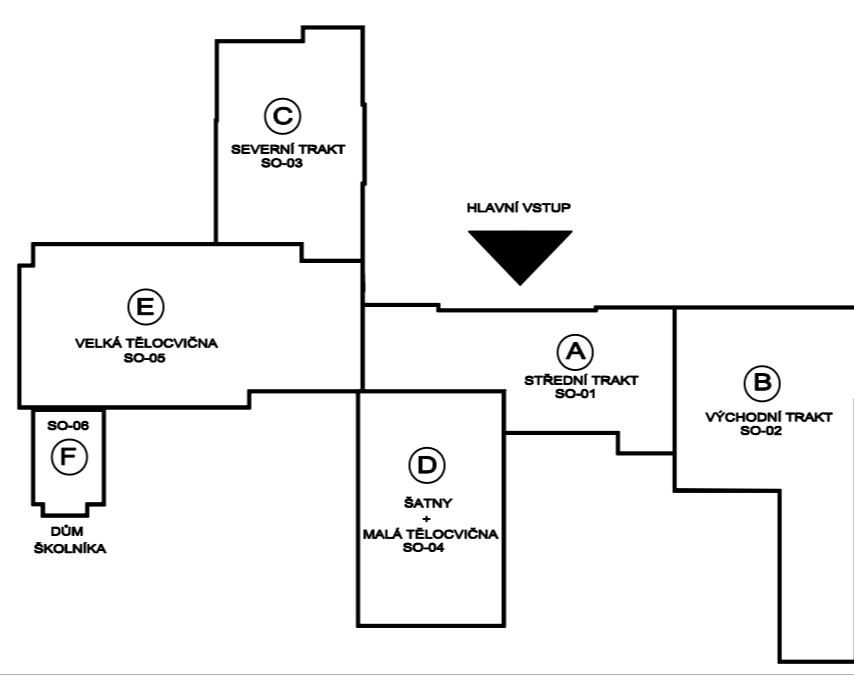 C
SEVERNÍ TRAKT
SO-03
HLAVNÍ VSTUP
E
VELKÁ TĚLOCVIČNA
SO-05
A
STŘEDNÍ TRAKT
SO-01
B
VÝCHODNÍ TRAKT
SO-02
SO-06
F
DŮM
ŠKOLNÍKA
D
ŠATNY
+
MALÁ TĚLOCVIČNA
SO-04